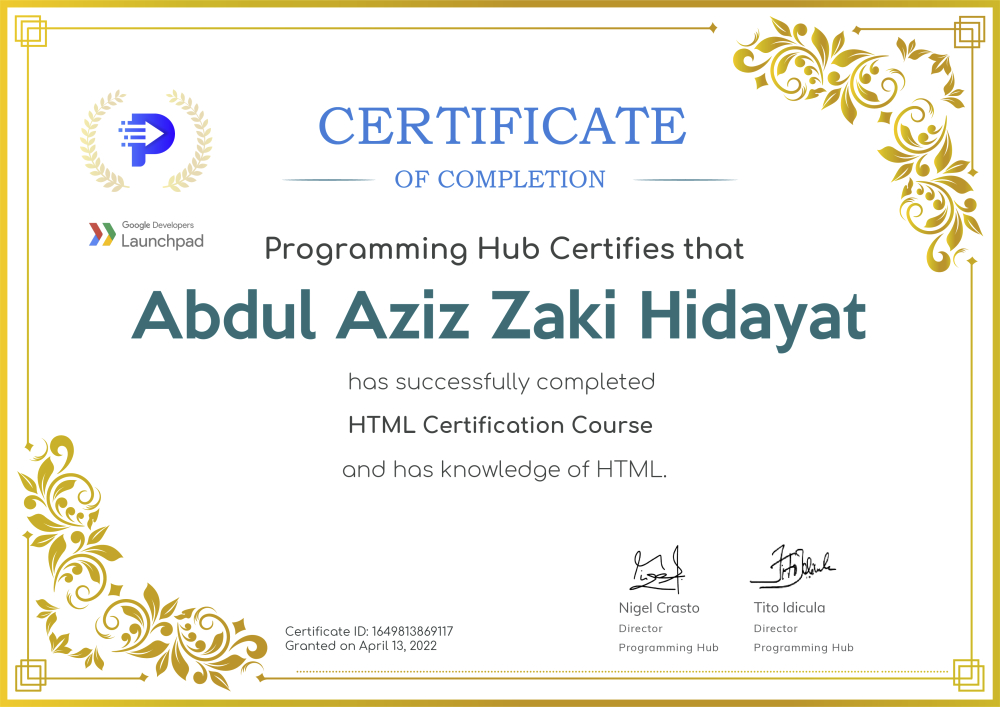 CERTIFICATE
OF COMPLETION
Google Developers
Launchpad
Programming Hub Certifies that
Abdul Aziz Zaki Hidayat
has successfully completed
HTML Certification Course
and has knowledge of HTML.
Nigel Crasto
Director
Programming Hub
Tito Idicula
Director
Programming Hub
Certificate ID: 1649813869117
Granted on April 13, 2022